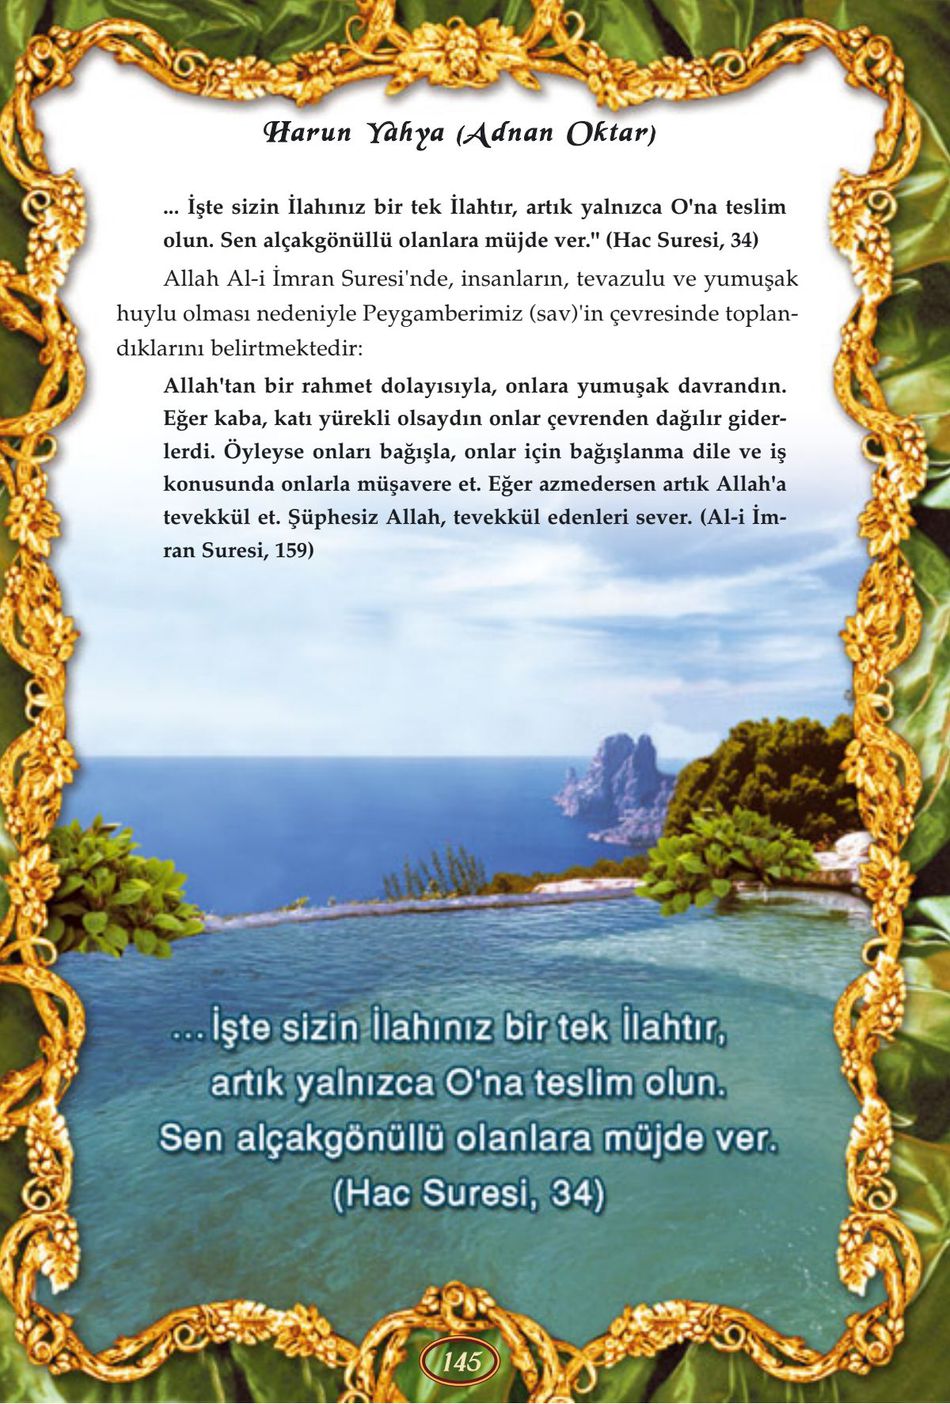 Harun Yahya (Adnan Oktar)
... İşte sizin İlahınız bir tek İlahtır, artık yalnızca O'na teslim
olun. Sen alçakgönüllü olanlara müjde ver." (Hac Suresi, 34)
Allah Al-i İmran Suresi'nde, insanların, tevazulu ve yumuşak
huylu olması nedeniyle Peygamberimiz (sav)'in çevresinde toplan-
dıklarını belirtmektedir:
Allah'tan bir rahmet dolayısıyla, onlara yumuşak davrandın.
Eğer kaba, katı yürekli olsaydın onlar çevrenden dağılır gider-
lerdi. Öyleyse onları bağışla, onlar için bağışlanma dile ve iş
konusunda onlarla müşavere et. Eğer azmedersen artık Allah'a
tevekkül et. Şüphesiz Allah, tevekkül edenleri sever. (Al-i İm-
ran Suresi, 159)
...İşte sizin İlahınız bir tek İlahtır,
artık yalnızca O'na teslim olun.
Sen alçakgönüllü olanlara müjde ver.
(Hac Suresi, 34)
145